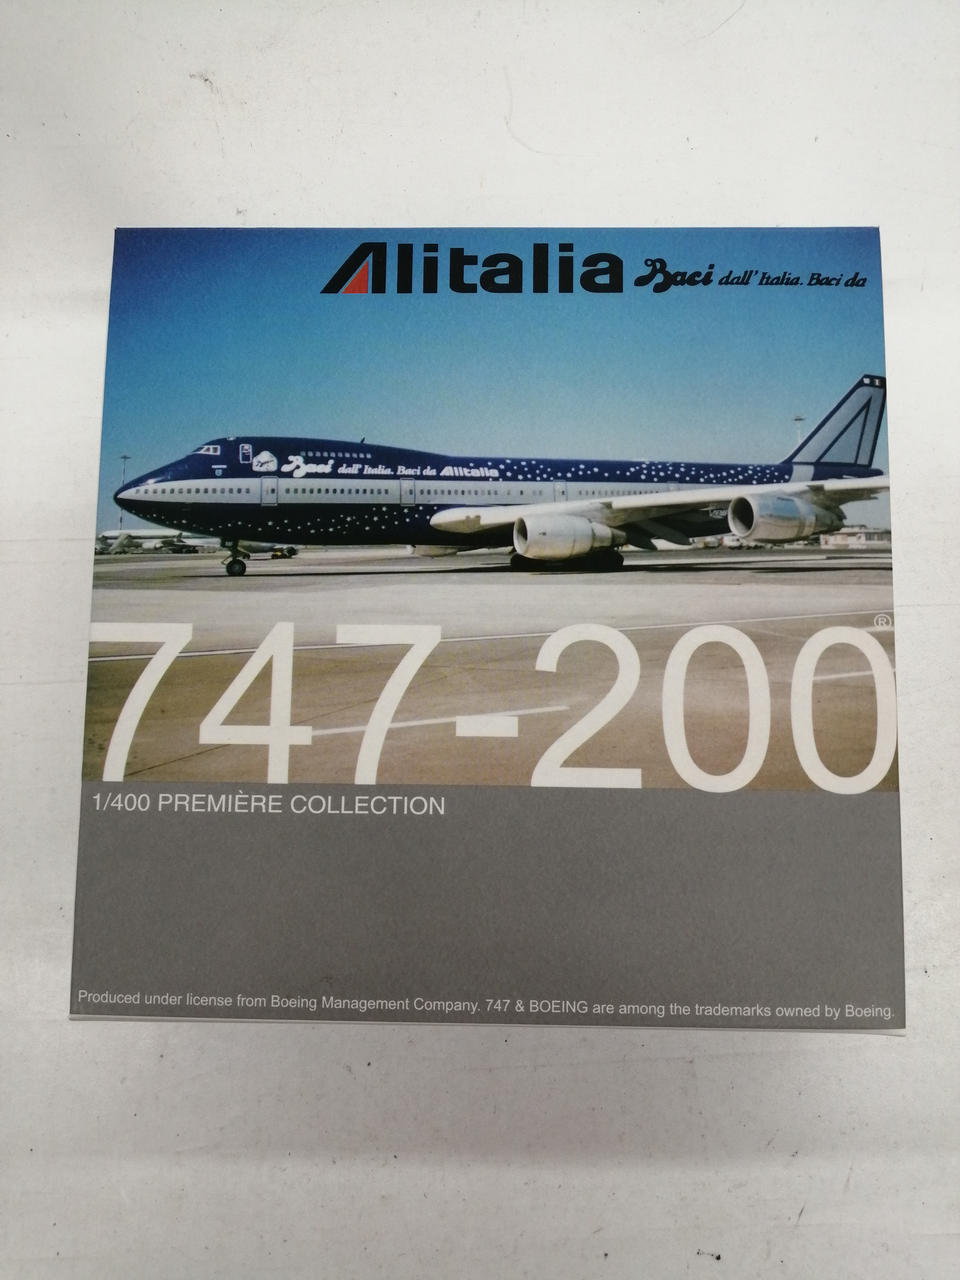 Alitalia Baci dall' Italia. Baci da
Baci dall' Italia. Baci da Alitalia
747-200®
1/400 PREMIÈRE COLLECTION
Produced under license from Boeing Management Company. 747 & BOEING are among the trademarks owned by Boeing.